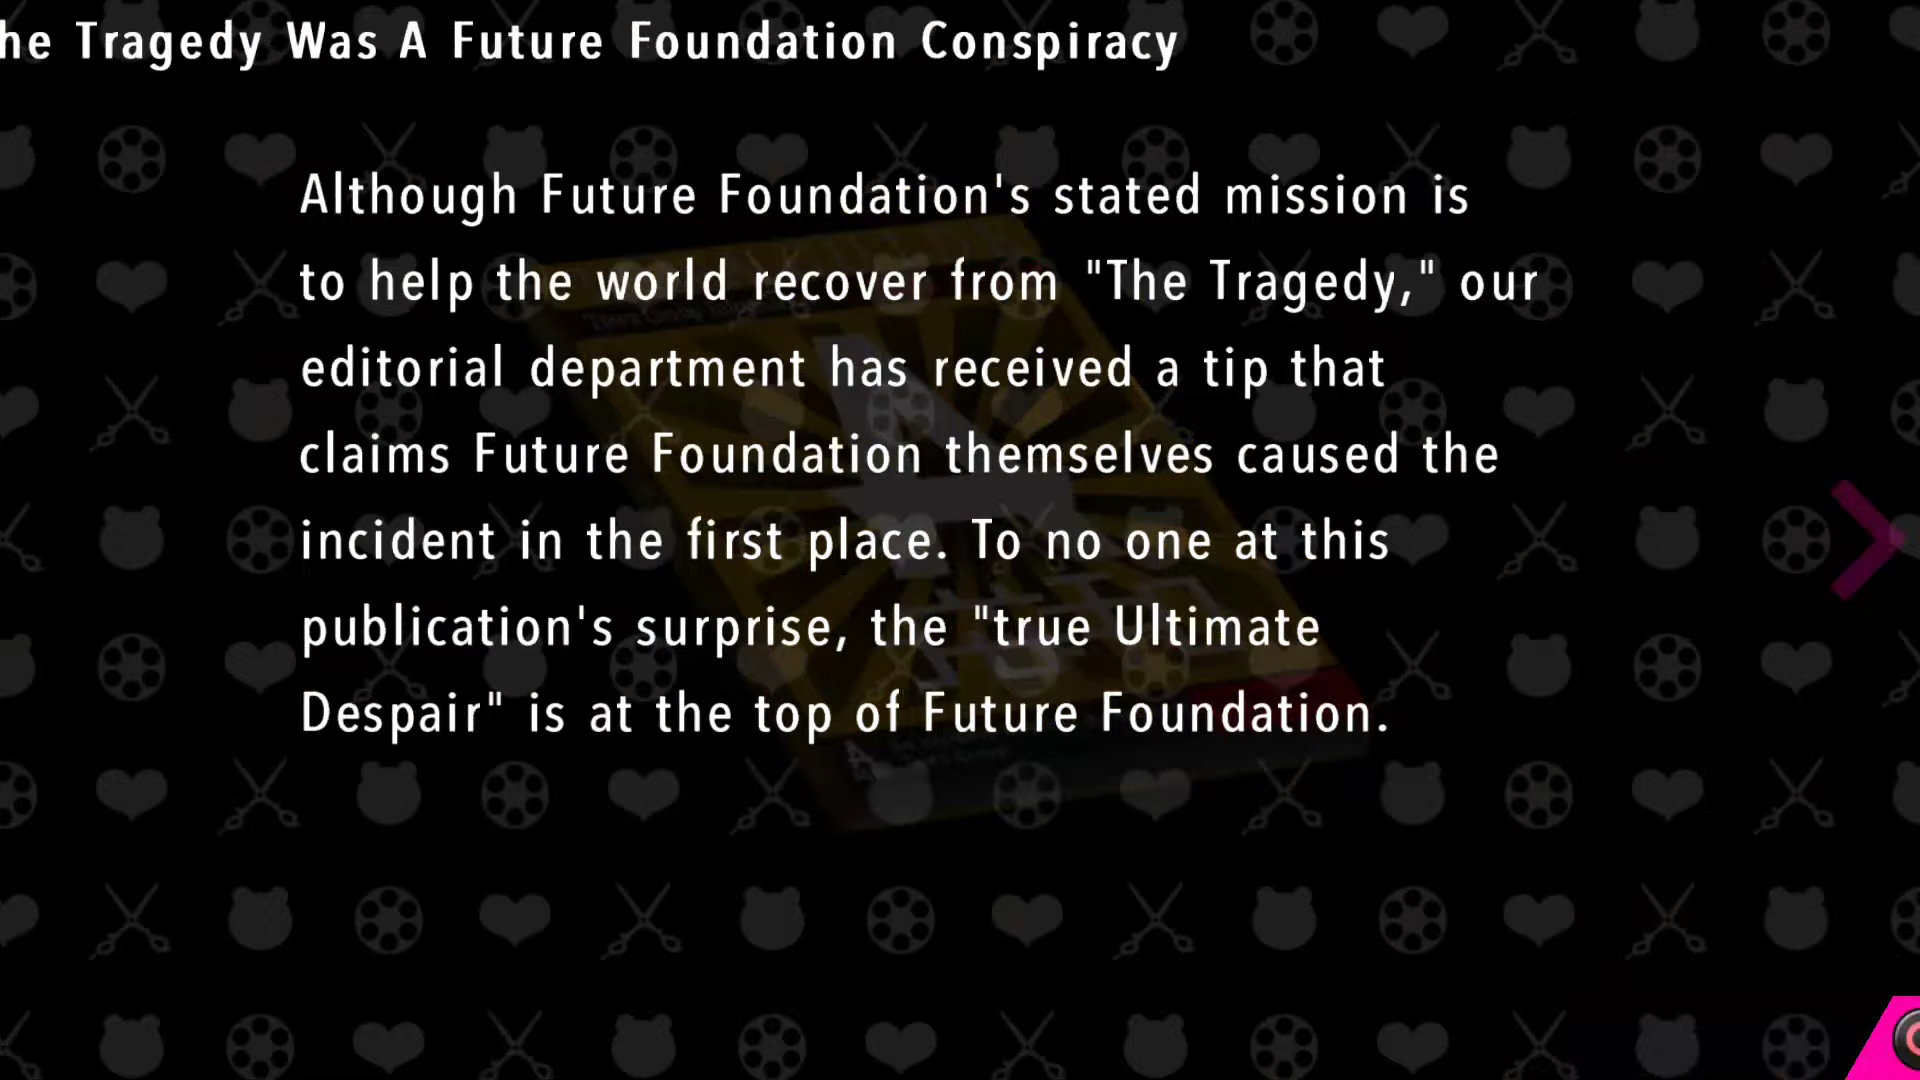 he Tragedy Was A Future Foundation Conspiracy
Although Future Foundation's stated mission is
to help the world recover from "The Tragedy," our
editorial department has received a tip that
claims Future Foundation themselves caused the
incident in the first place. To no one at this
publication's surprise, the "true Ultimate
Despair" is at the top of Future Foundation.